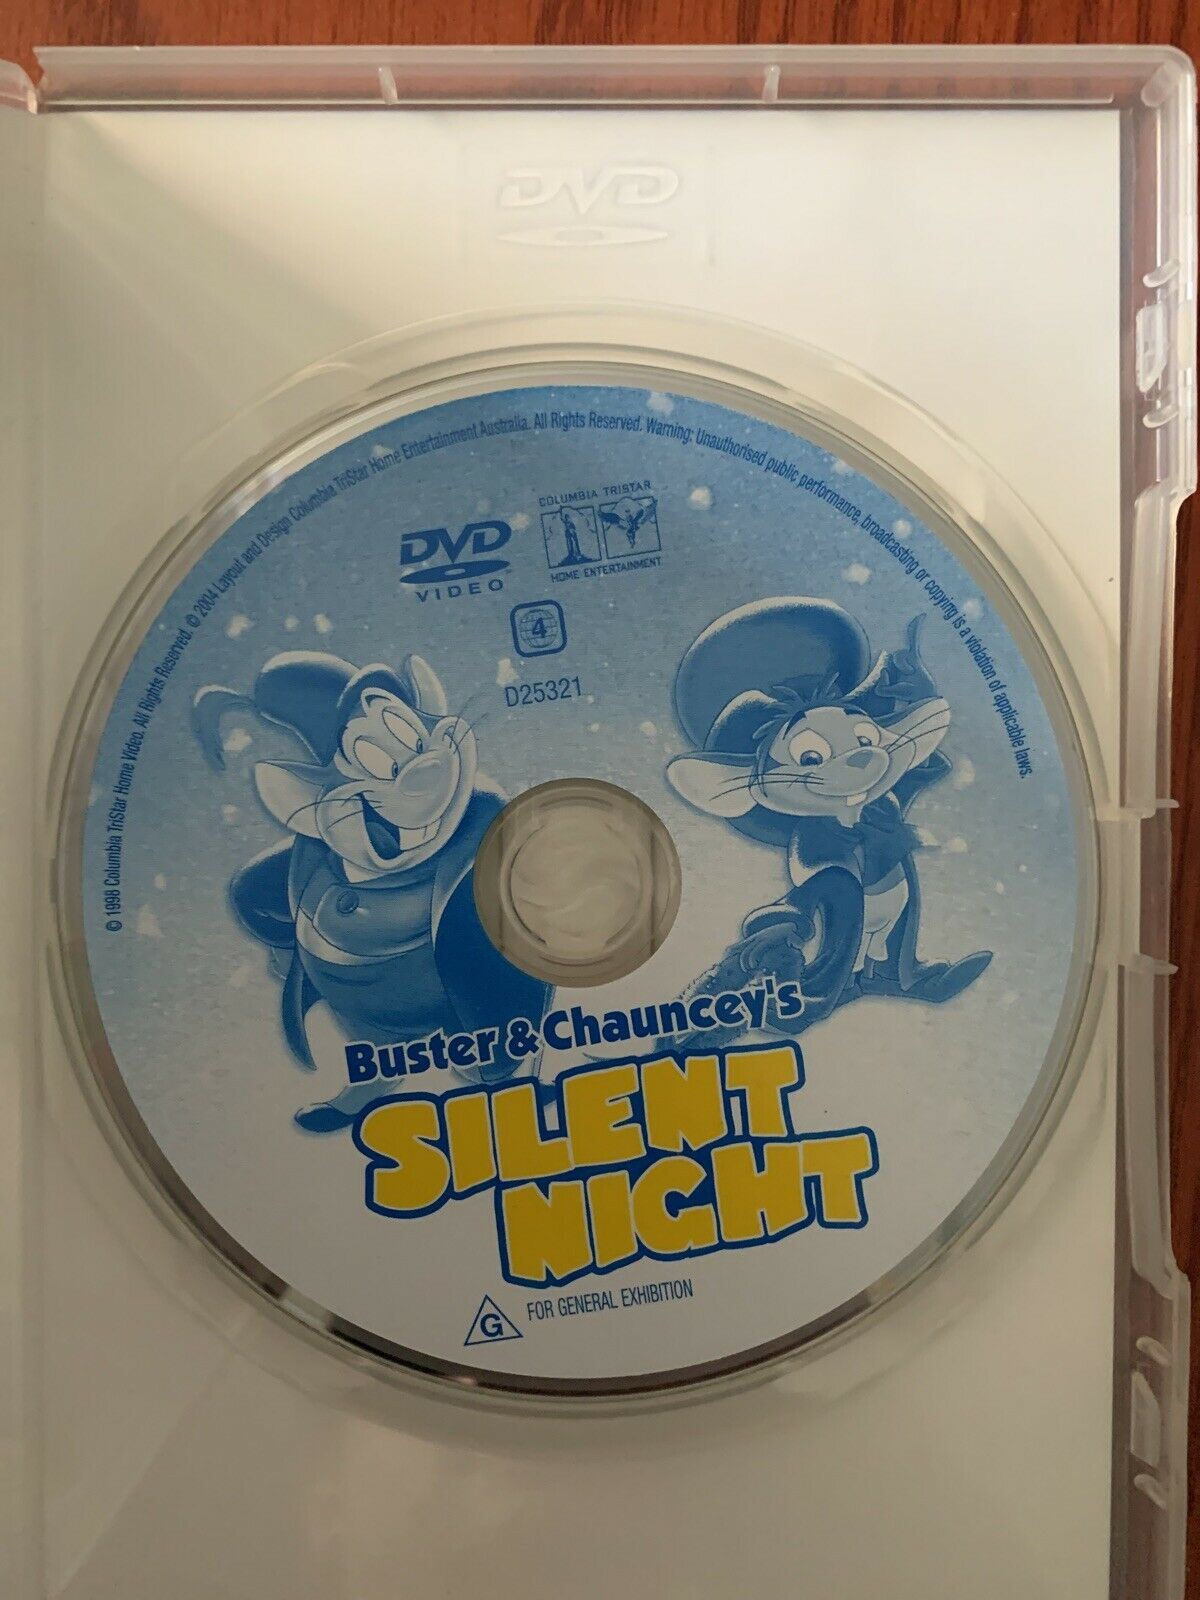 DVD
© 1998 Columbia TriStar Home Video. All Rights Reserved. © 2004 Layout and Design Columbia TriStar Home Entertainment Australia. All Rights Reserved. Warning: Unauthorised public performance, broadcasting or copying is a violation of applicable laws.
DVD
VIDEO
COLUMBIA TRISTAR
HOME ENTERTAINMENT
4
D25321
Buster & Chauncey's
SILENT
NIGHT
G FOR GENERAL EXHIBITION